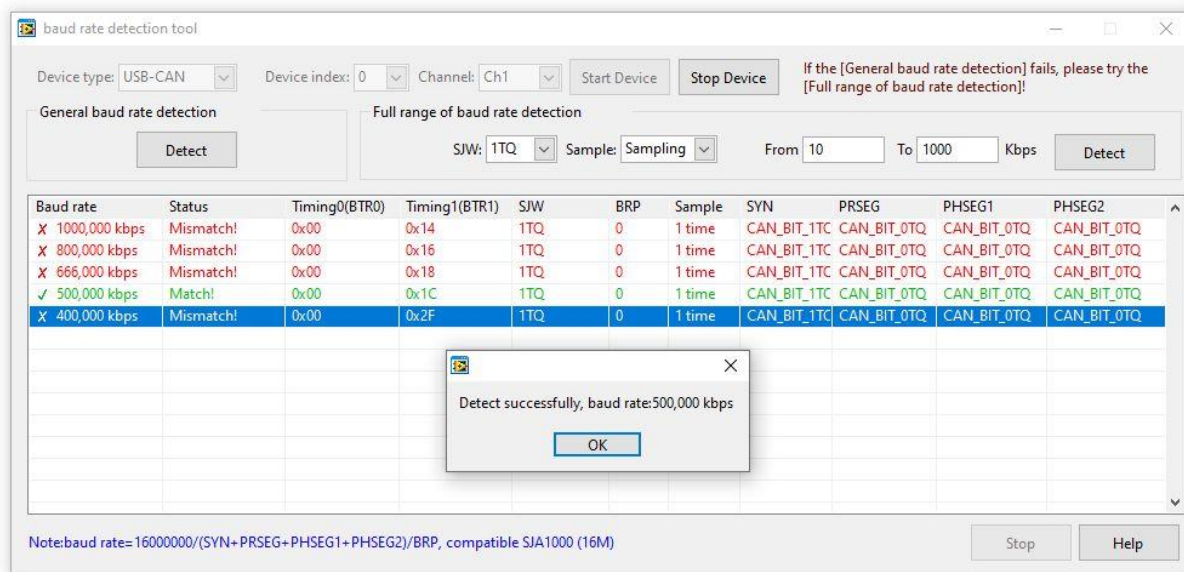 baud rate detection tool
Device type: USB-CAN Device index: 0 Channel: Ch1 Start Device Stop Device
If the [General baud rate detection] fails, please try the
[Full range of baud rate detection]!
General baud rate detection
Detect
Full range of baud rate detection
SJW: 1TQ Sample: Sampling From 10 To 1000 Kbps Detect
Baud rate Status Timing0(BTR0) Timing1(BTR1) SJW BRP Sample SYN PRSEG PHSEG1 PHSEG2
✗ 1000,000 kbps Mismatch! 0x00 0x14 1TQ 0 1 time CAN_BIT_1TC CAN_BIT_0TQ CAN_BIT_0TQ CAN_BIT_0TQ
✗ 800,000 kbps Mismatch! 0x00 0x16 1TQ 0 1 time CAN_BIT_1TC CAN_BIT_0TQ CAN_BIT_0TQ CAN_BIT_0TQ
✗ 666,000 kbps Mismatch! 0x00 0x18 1TQ 0 1 time CAN_BIT_1TC CAN_BIT_0TQ CAN_BIT_0TQ CAN_BIT_0TQ
✓ 500,000 kbps Match! 0x00 0x1C 1TQ 0 1 time CAN_BIT_1TC CAN_BIT_0TQ CAN_BIT_0TQ CAN_BIT_0TQ
✗ 400,000 kbps Mismatch! 0x00 0x2F 1TQ 0 1 time CAN_BIT_1TC CAN_BIT_0TQ CAN_BIT_0TQ CAN_BIT_0TQ
Detect successfully, baud rate:500,000 kbps
OK
Note:baud rate=16000000/(SYN+PRSEG+PHSEG1+PHSEG2)/BRP, compatible SJA1000 (16M)
Stop Help